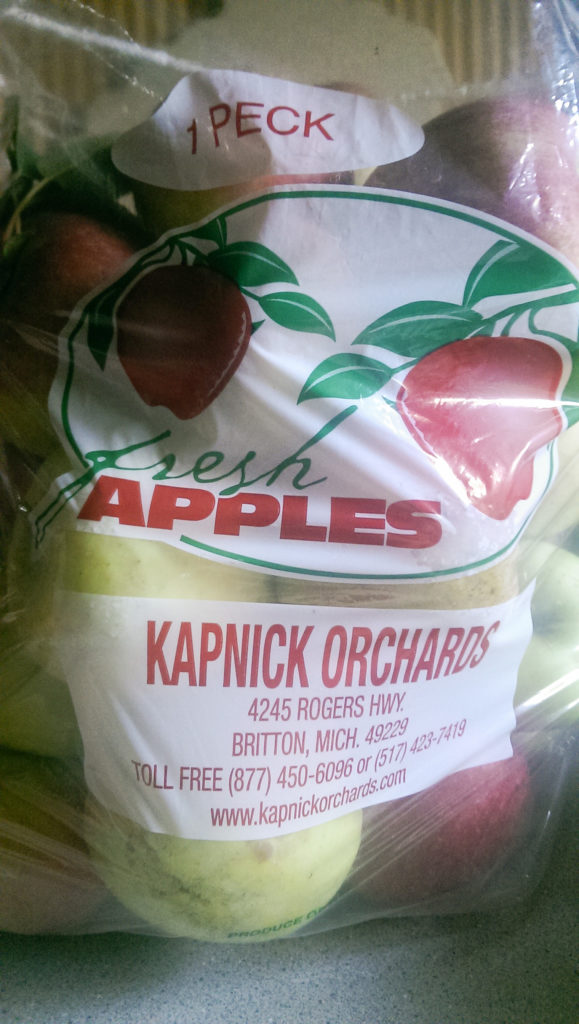 1 PECK
fresh
APPLES
KAPNICK ORCHARDS
4245 ROGERS HWY.
BRITTON, MICH. 49229
TOLL FREE (877) 450-6096 or (517) 423-7419
www.kapnickorchards.com
PRODUCE